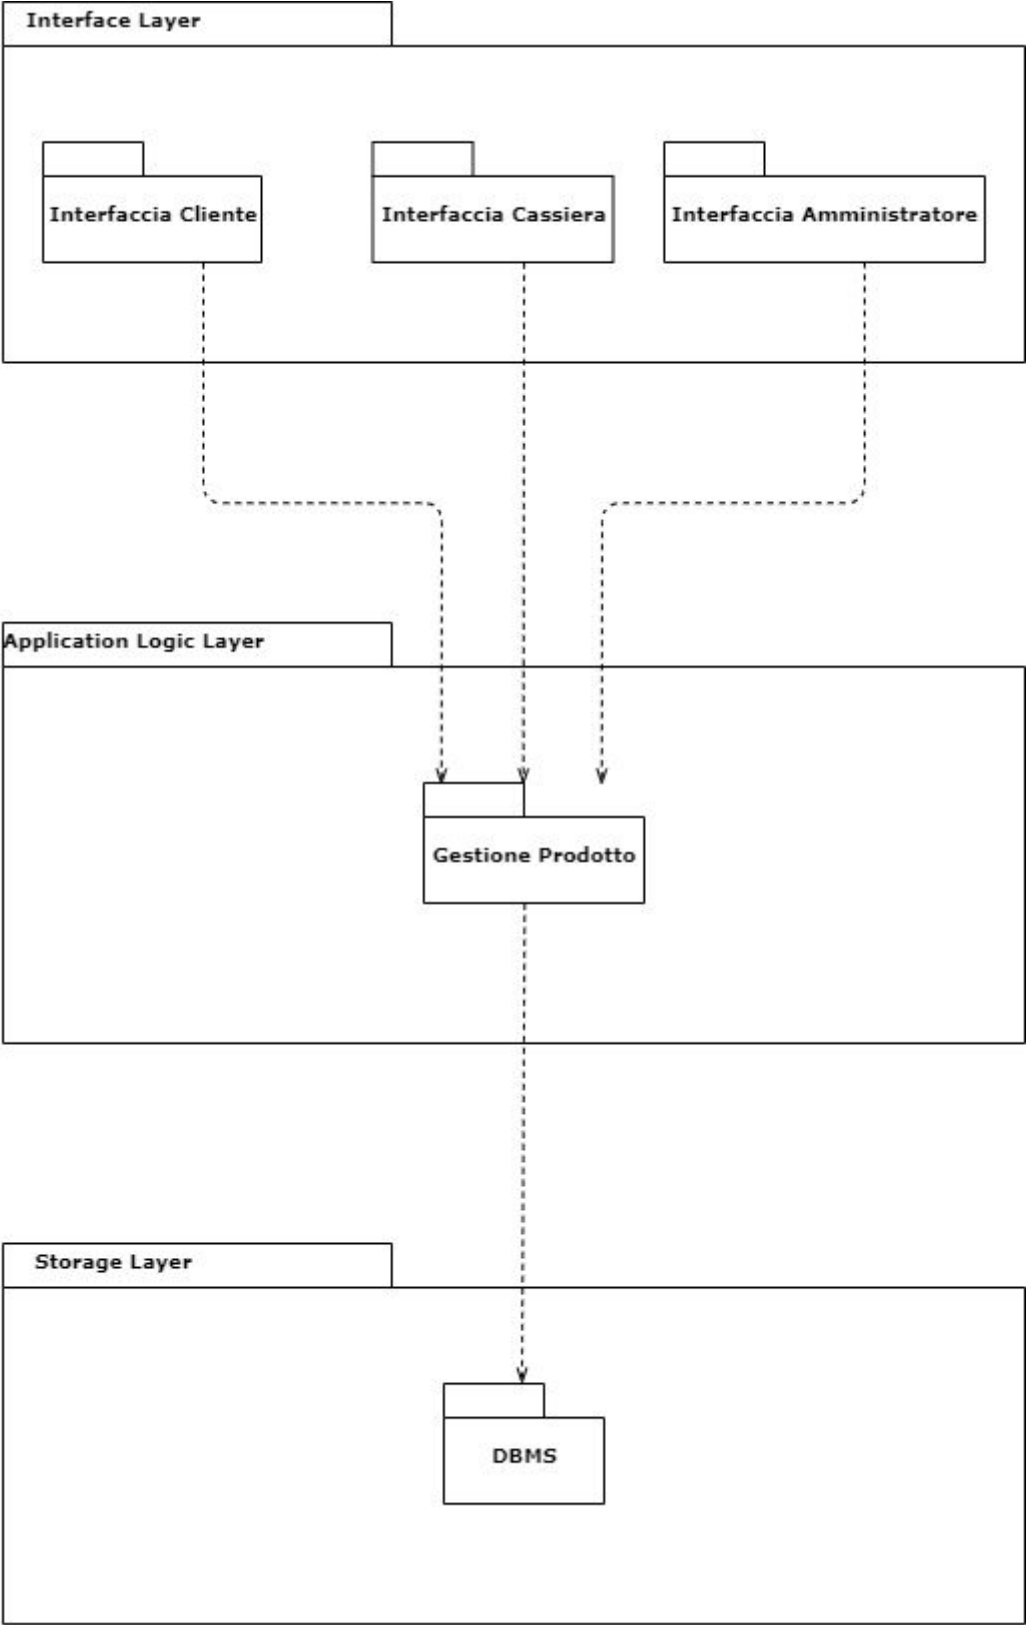 Interface Layer
Interfaccia Cliente
Interfaccia Cassiera
Interfaccia Amministratore
Application Logic Layer
Gestione Prodotto
Storage Layer
DBMS